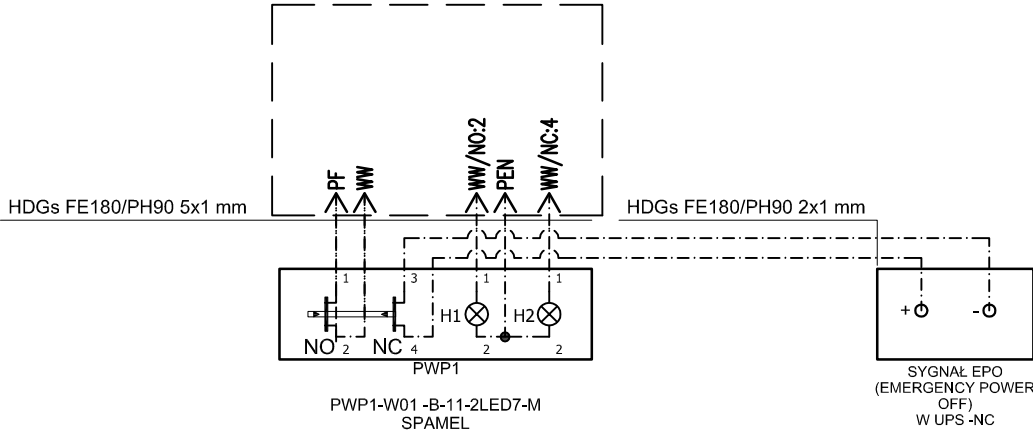 PF
WW
WW/NO:2
PEN
WW/NC:4
HDGs FE180/PH90 5x1 mm
HDGs FE180/PH90 2x1 mm
1
3
1
1
H1
H2
+
-
NO
2
NC
4
2
2
PWP1
PWP1-W01 -B-11-2LED7-M
SPAMEL
SYGNAŁ EPO
(EMERGENCY POWER
OFF)
W UPS -NC